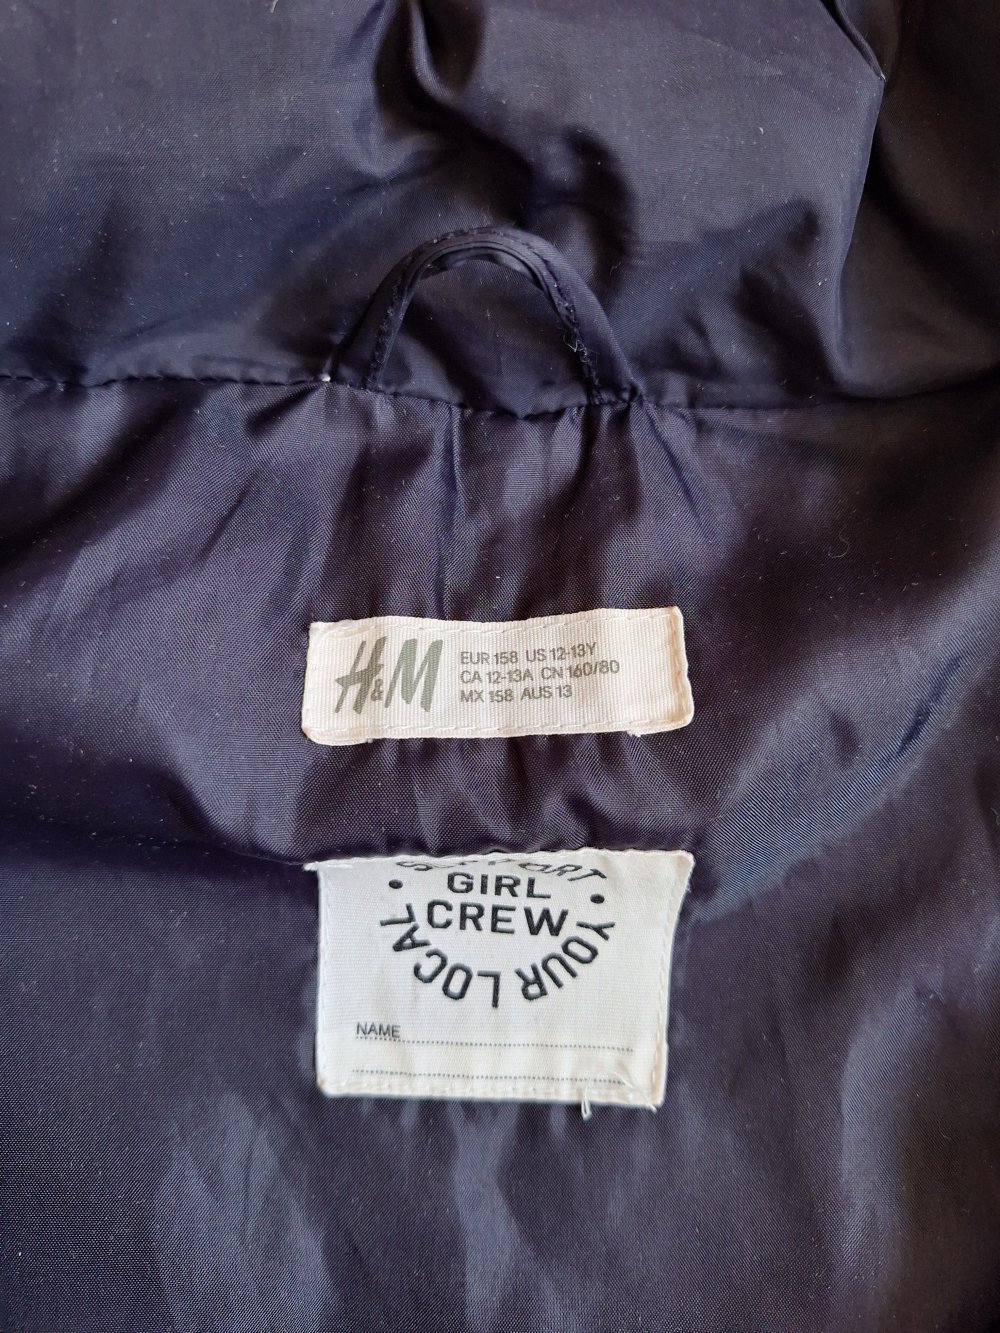 H&M
EUR 158 US 12-13Y
CA 12-13A CN 160/80
MX 158 AUS 13
SUPPORT
GIRL
CREW
YOUR LOCAL
NAME